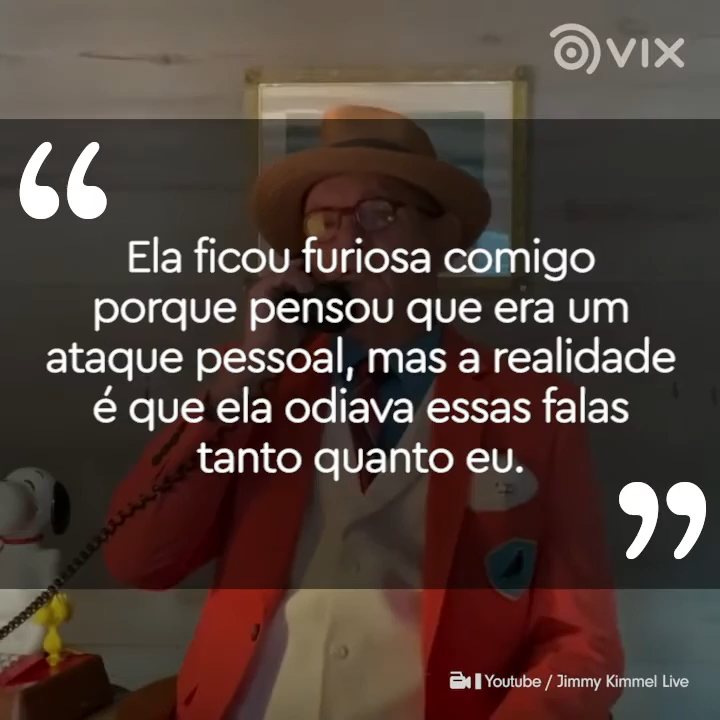 VIX
“
Ela ficou furiosa comigo
porque pensou que era um
ataque pessoal, mas a realidade
é que ela odiava essas falas
tanto quanto eu.
”
Youtube / Jimmy Kimmel Live